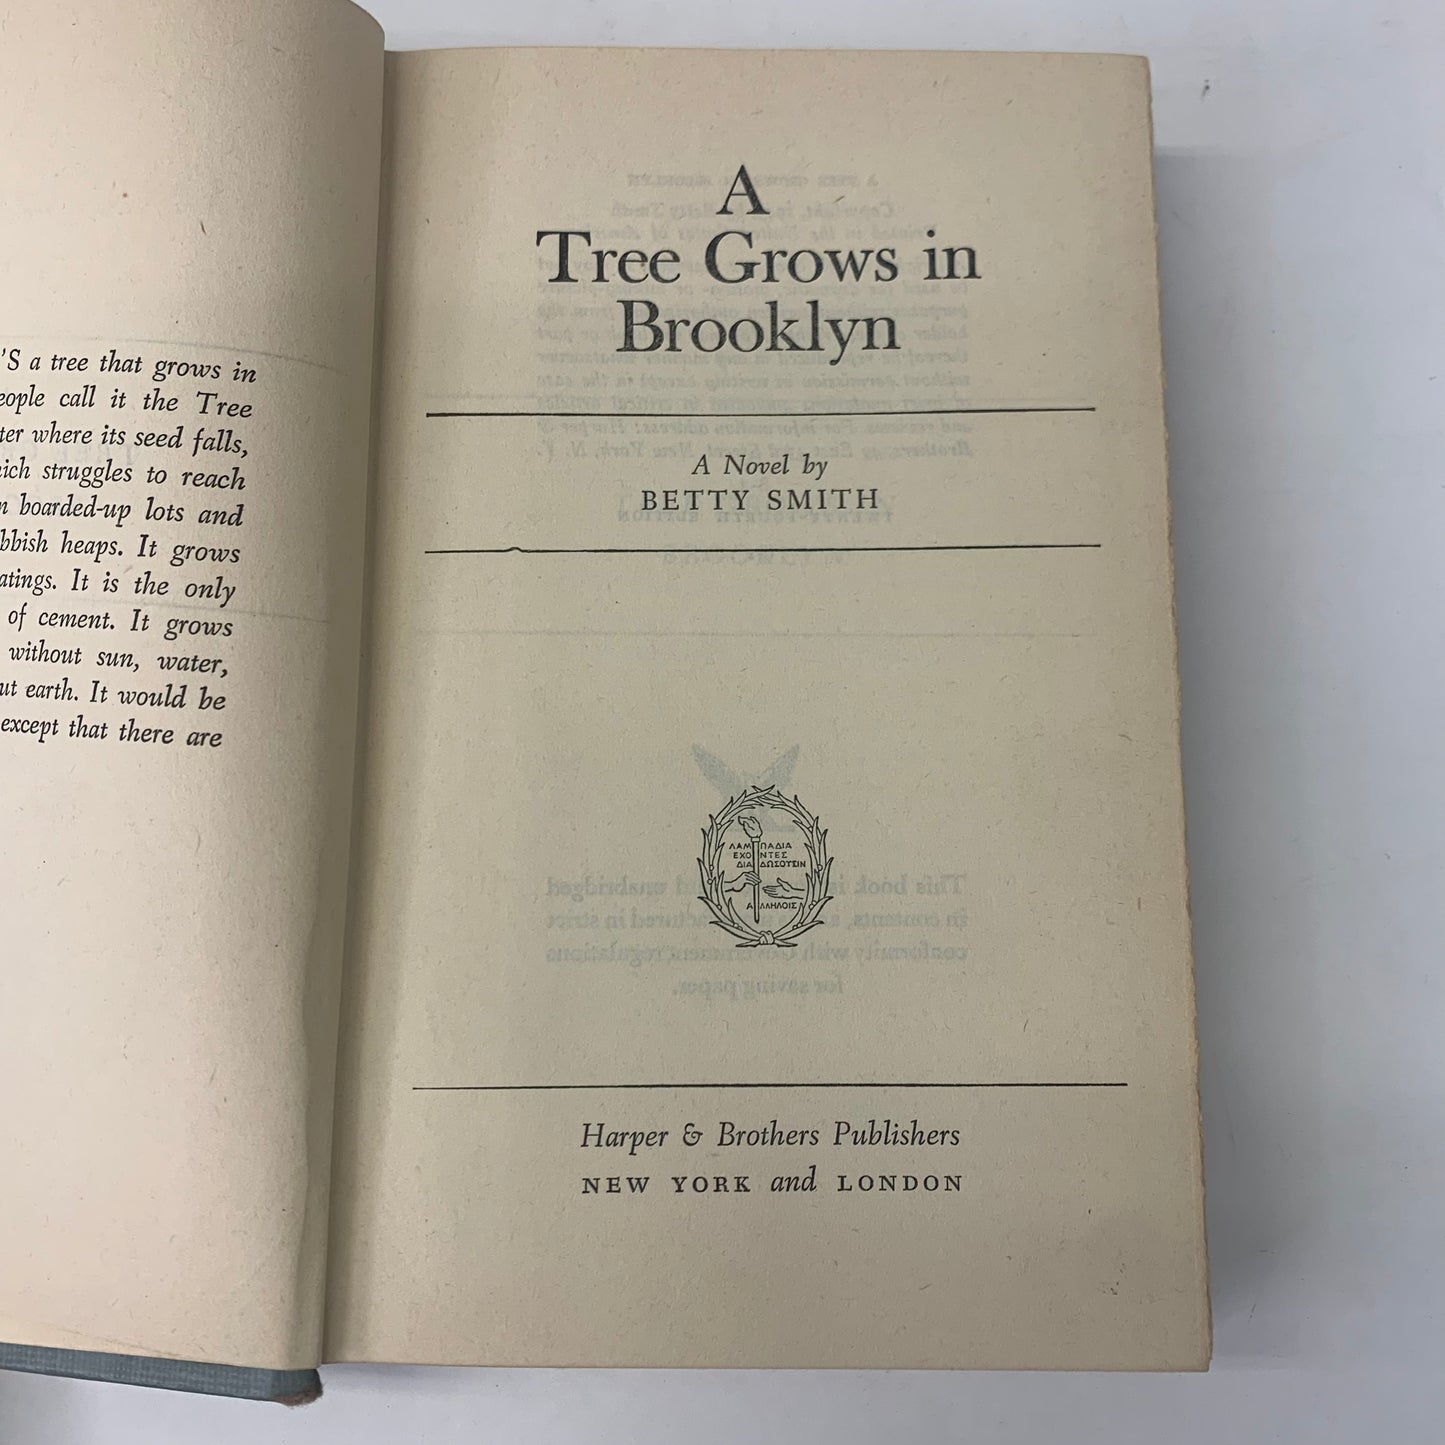 'S a tree that grows in
eople call it the Tree
ter where its seed falls,
hich struggles to reach
n boarded-up lots and
bbish heaps. It grows
atings. It is the only
of cement. It grows
without sun, water,
ut earth. It would be
except that there are
A
Tree Grows in
Brooklyn
A Novel by
BETTY SMITH
ΛΑΜΠΑΔΙΑ
ΕΧΟΝΤΕΣ
ΔΙΑΔΩΣΟΥΣΙΝ
ΑΛΛΗΛΟΙΣ
Harper & Brothers Publishers
NEW YORK and LONDON